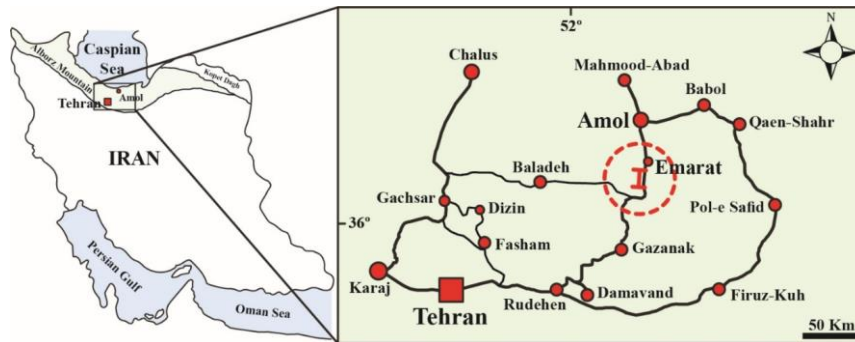 Caspian
Sea
Alborz Mountain
Kopet Dagh
Amol
Tehran
IRAN
Persian Gulf
Oman Sea
52
N
Chalus
Mahmood-Abad
Babol
Amol
Qaen-Shahr
Emarat
Baladeh
Gachsar
Dizin
Pol-e Safid
36°
Fasham
Gazanak
Karaj
Tehran
Rudehen
Damavand
Firuz-Kuh
50 Km